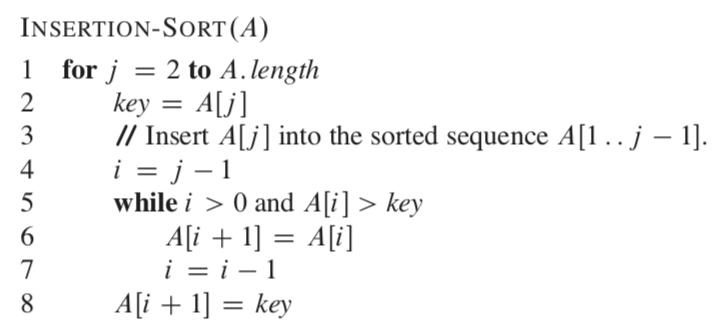 INSERTION-SORT(A)
1 for j = 2 to A.length
2 key = A[j]
3 // Insert A[j] into the sorted sequence A[1 . . j − 1].
4 i = j − 1
5 while i > 0 and A[i] > key
6 A[i + 1] = A[i]
7 i = i − 1
8 A[i + 1] = key